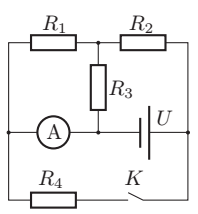 R₁ R₂
R₃
A U
R₄ K